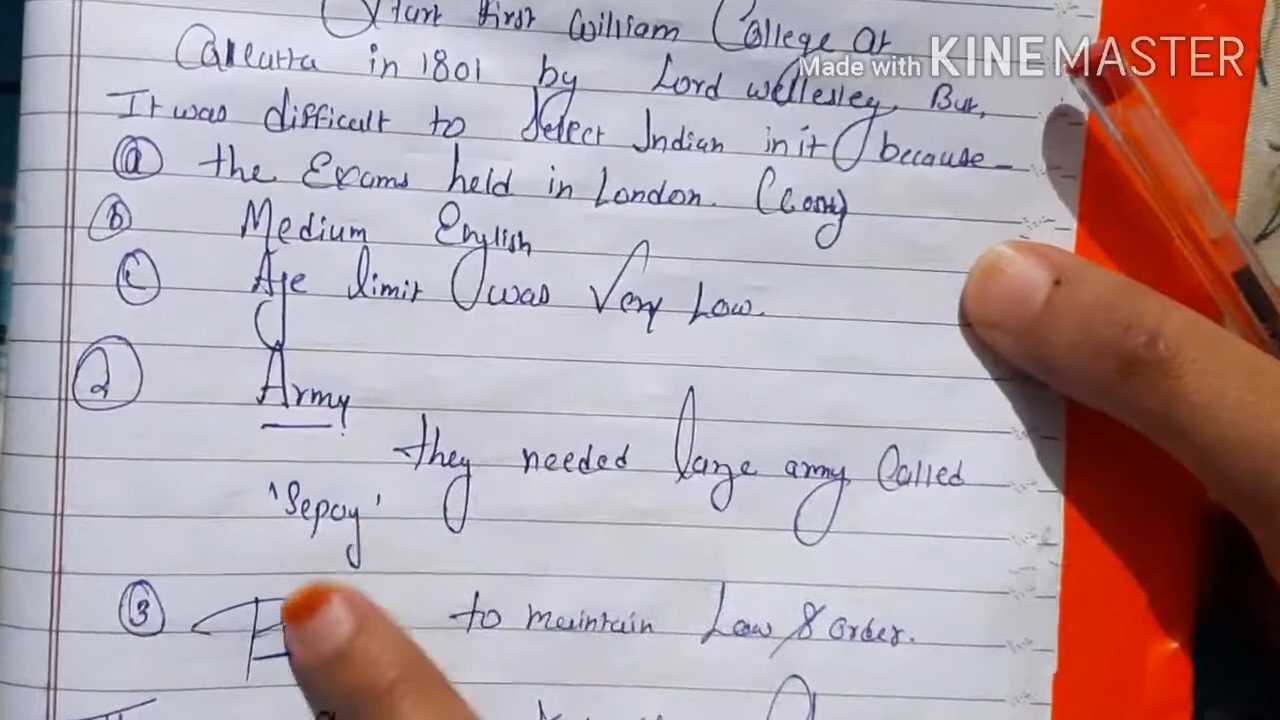 Start first William College at
Calcutta in 1801 by Lord wellesley, But,
It was difficult to Select Indian in it because -
(a) the Exams held in London.
(b) Medium English
(c) Age limit was Very Low.
(2) Army
they needed large army Called
'Sepoy'
(3) to maintain Law & order.
Made with KINEMASTER